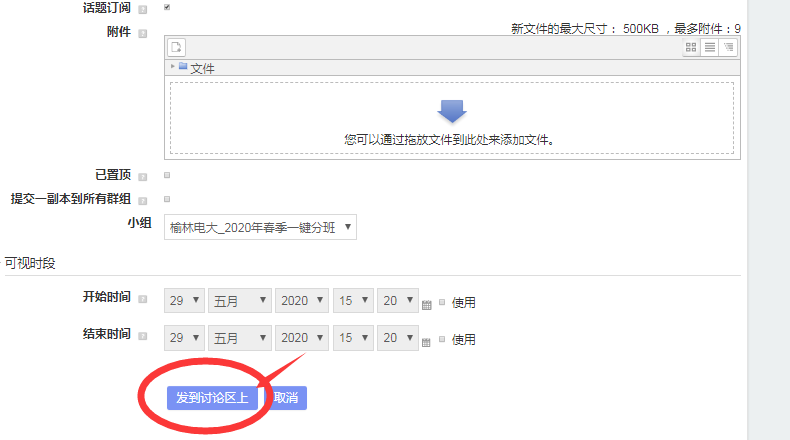 话题订阅
附件
新文件的最大尺寸： 500KB ，最多附件：9
文件
您可以通过拖放文件到此处来添加文件。
已置顶
提交一副本到所有群组
小组 榆林电大_2020年春季一键分班
可视时段
开始时间 29 五月 2020 15 20 使用
结束时间 29 五月 2020 15 20 使用
发到讨论区上 取消